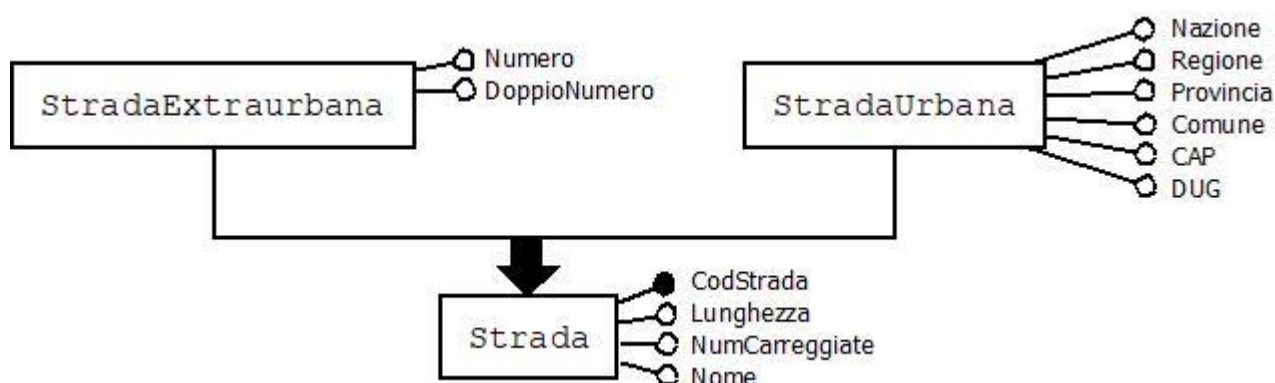 StradaExtraurbana
Numero
DoppioNumero
StradaUrbana
Nazione
Regione
Provincia
Comune
CAP
DUG
Strada
CodStrada
Lunghezza
NumCarreggiate
Nome